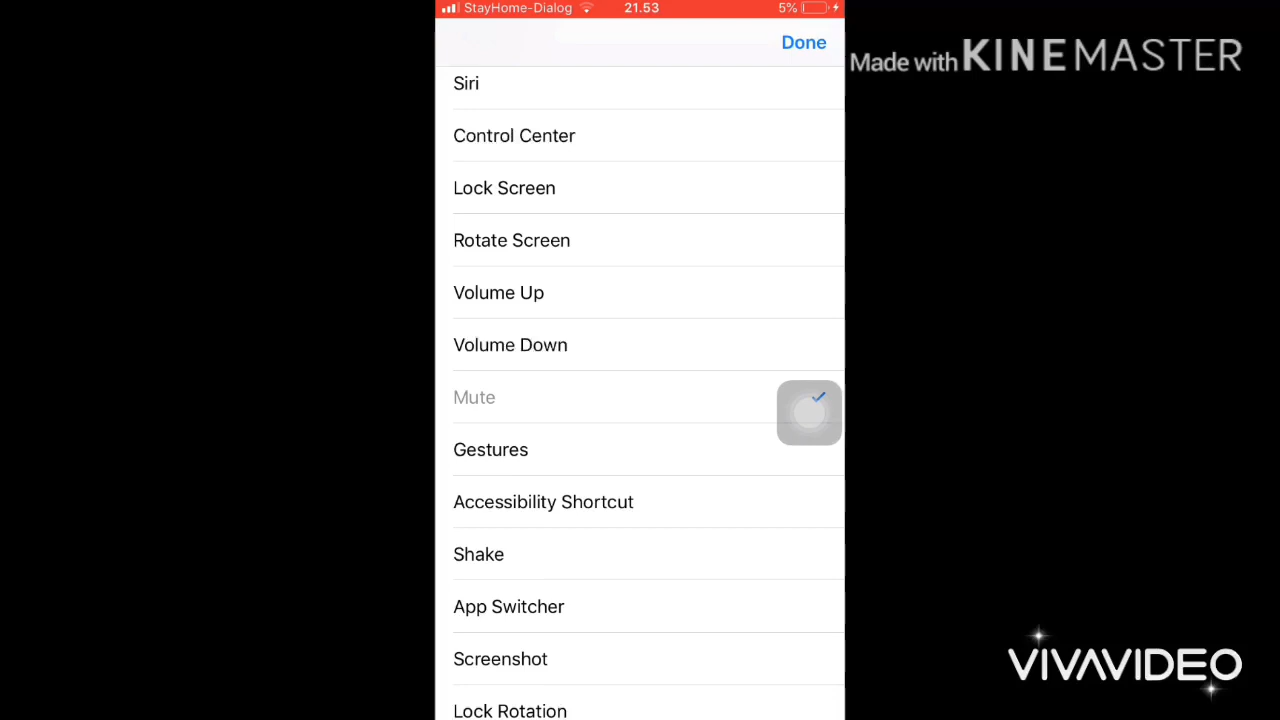 StayHome-Dialog 21.53 5%
Done
Made with KINEMASTER
Siri
Control Center
Lock Screen
Rotate Screen
Volume Up
Volume Down
Mute
Gestures
Accessibility Shortcut
Shake
App Switcher
Screenshot
Lock Rotation
VIVAVIDEO